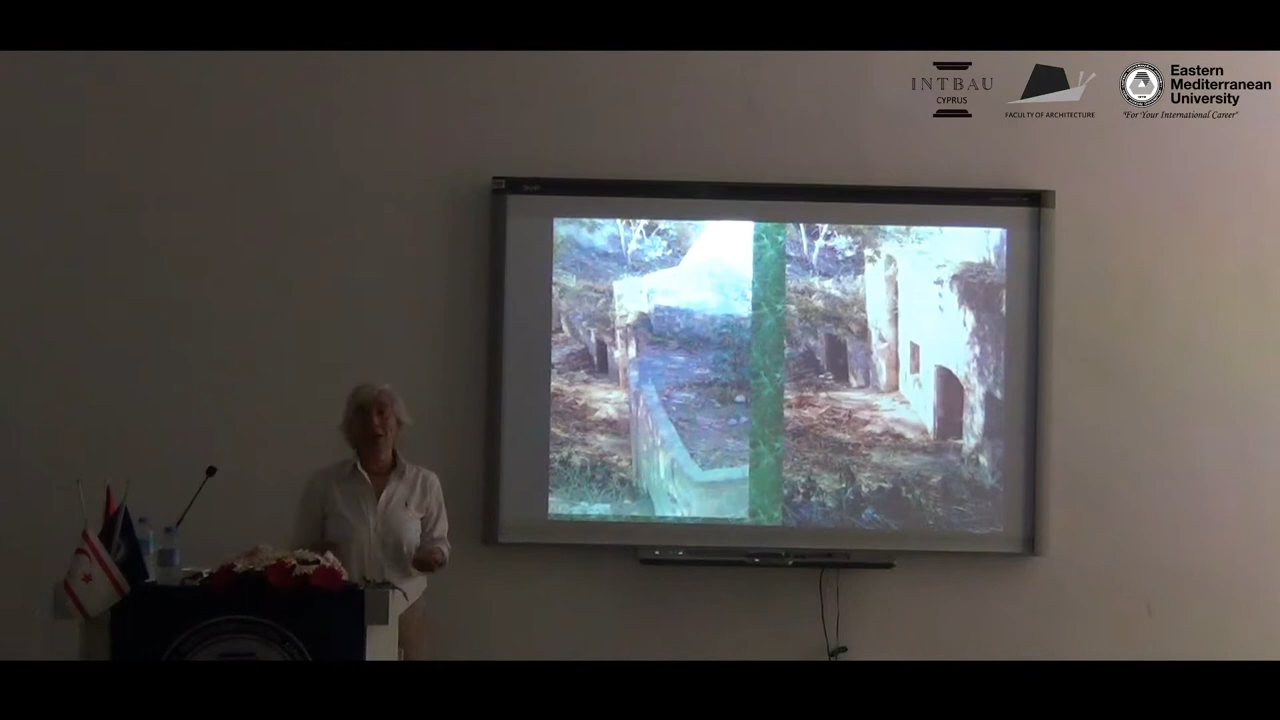 INTBAU
CYPRUS
FACULTY OF ARCHITECTURE
Eastern
Mediterranean
University
"For Your International Career"